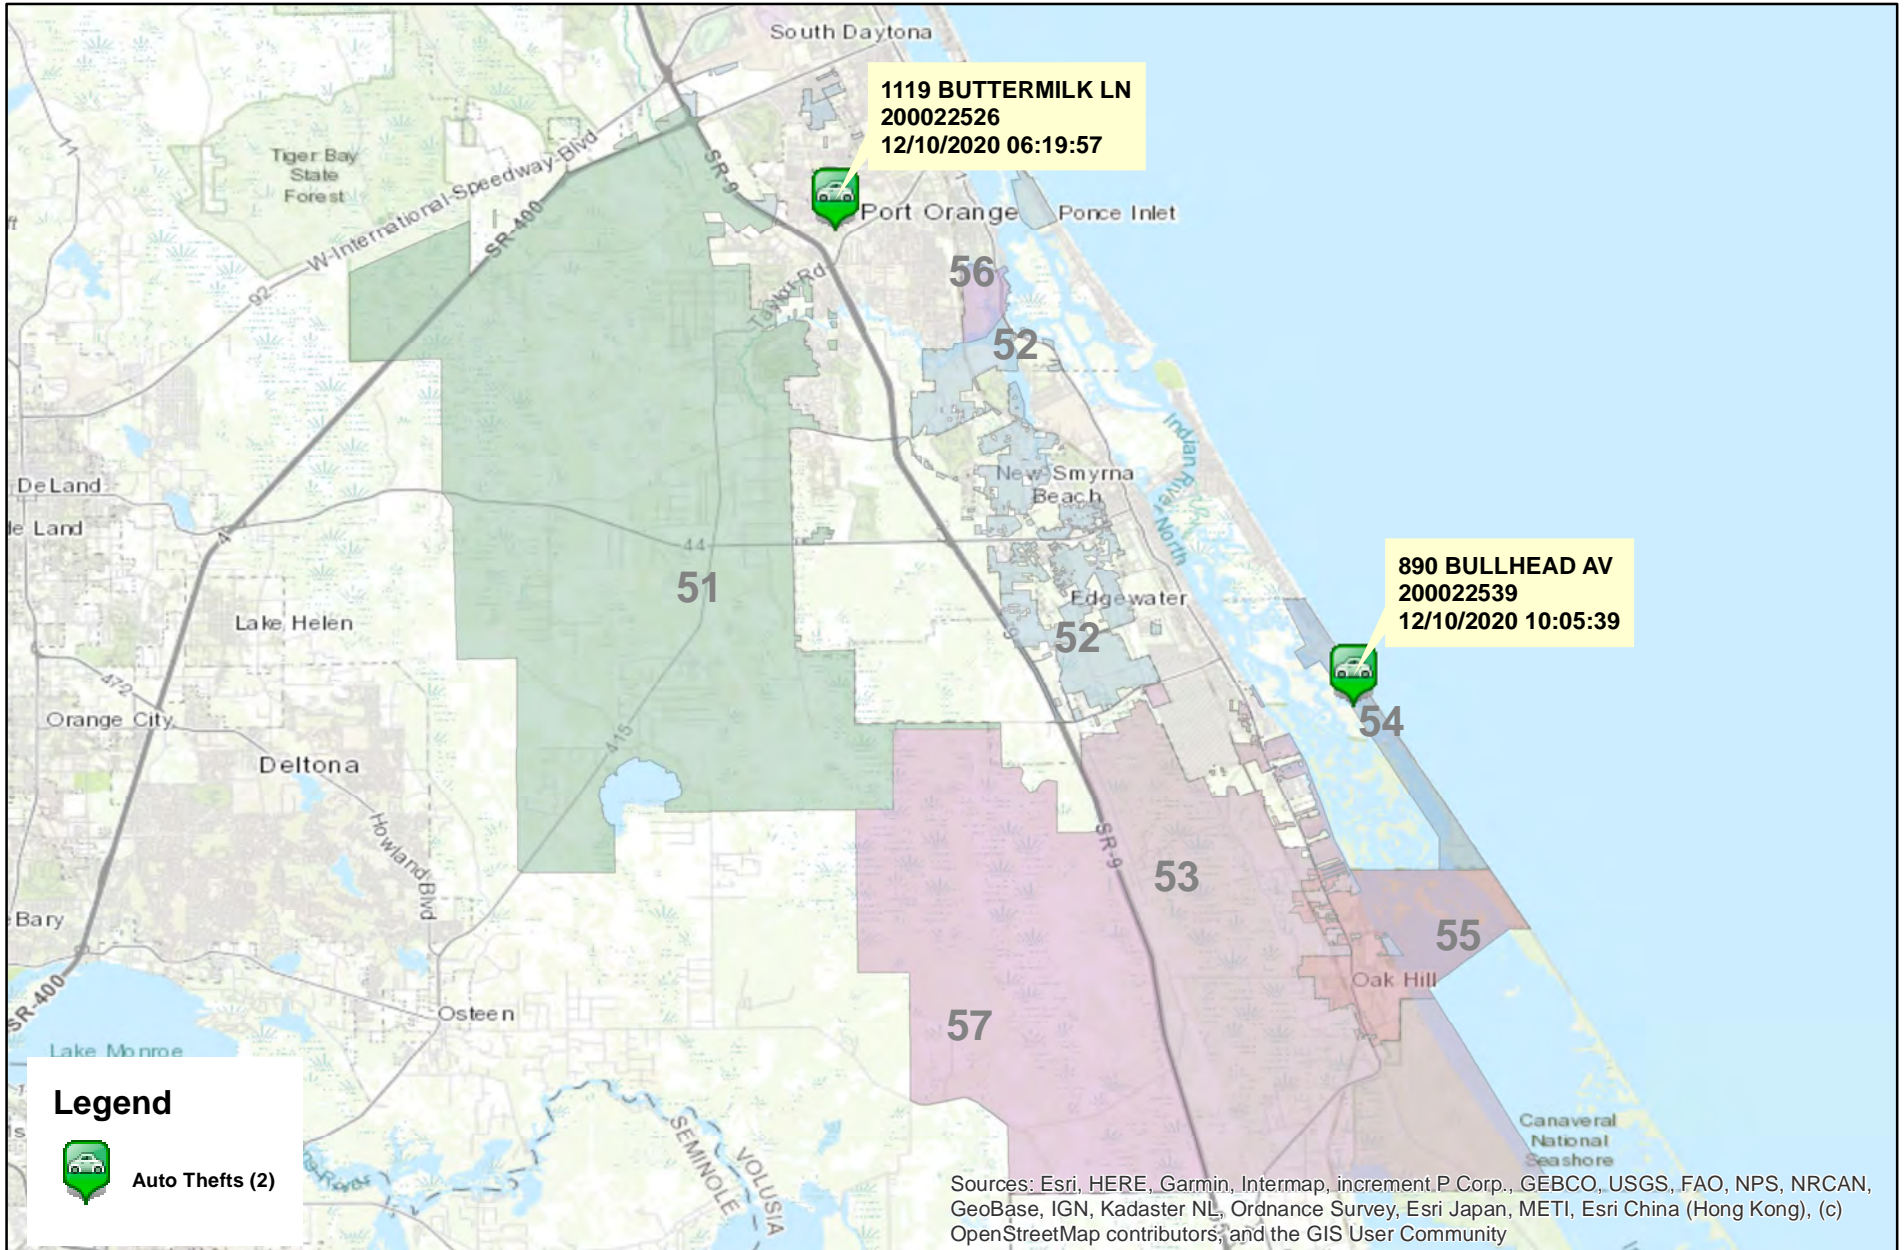 South Daytona
1119 BUTTERMILK LN
200022526
12/10/2020 06:19:57
11
Tiger Bay
State
Forest
W-International-Speedway-Blvd
SR-9
SR-400
Port Orange
Ponce Inlet
92
Taylor Rd
56
52
Indian River North
New Smyrna
Beach
DeLand
44
51
890 BULLHEAD AV
200022539
12/10/2020 10:05:39
Edgewater
52
Lake Helen
472
Orange City
54
415
Deltona
Howland Blvd
SR-9
53
55
Oak Hill
SR-400
Osteen
57
Lake Monroe
Legend
Auto Thefts (2)
SEMINOLE
VOLUSIA
Canaveral
National
Seashore
Sources: Esri, HERE, Garmin, Intermap, increment P Corp., GEBCO, USGS, FAO, NPS, NRCAN,
GeoBase, IGN, Kadaster NL, Ordnance Survey, Esri Japan, METI, Esri China (Hong Kong), (c)
OpenStreetMap contributors, and the GIS User Community